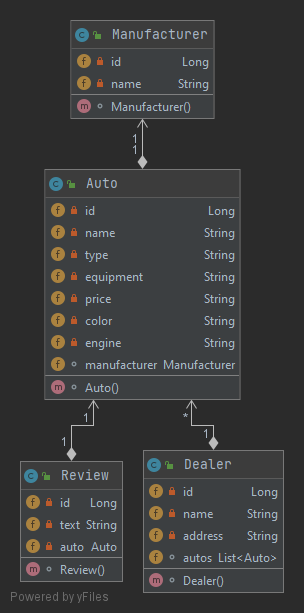 C Manufacturer
f id Long
f name String
m Manufacturer()
1
1
C Auto
f id Long
f name String
f type String
f equipment String
f price String
f color String
f engine String
f manufacturer Manufacturer
m Auto()
1
*
1
1
C Review
f id Long
f text String
f auto Auto
m Review()
C Dealer
f id Long
f name String
f address String
f autos List<Auto>
m Dealer()
Powered by yFiles